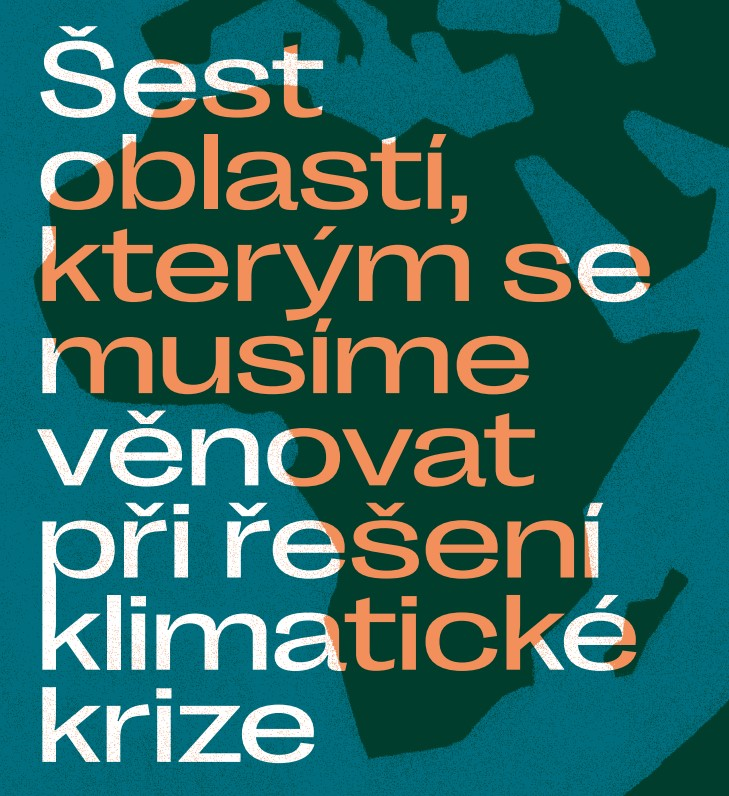 Šest
oblastí,
kterým se
musíme
věnovat
při řešení
klimatické
krize